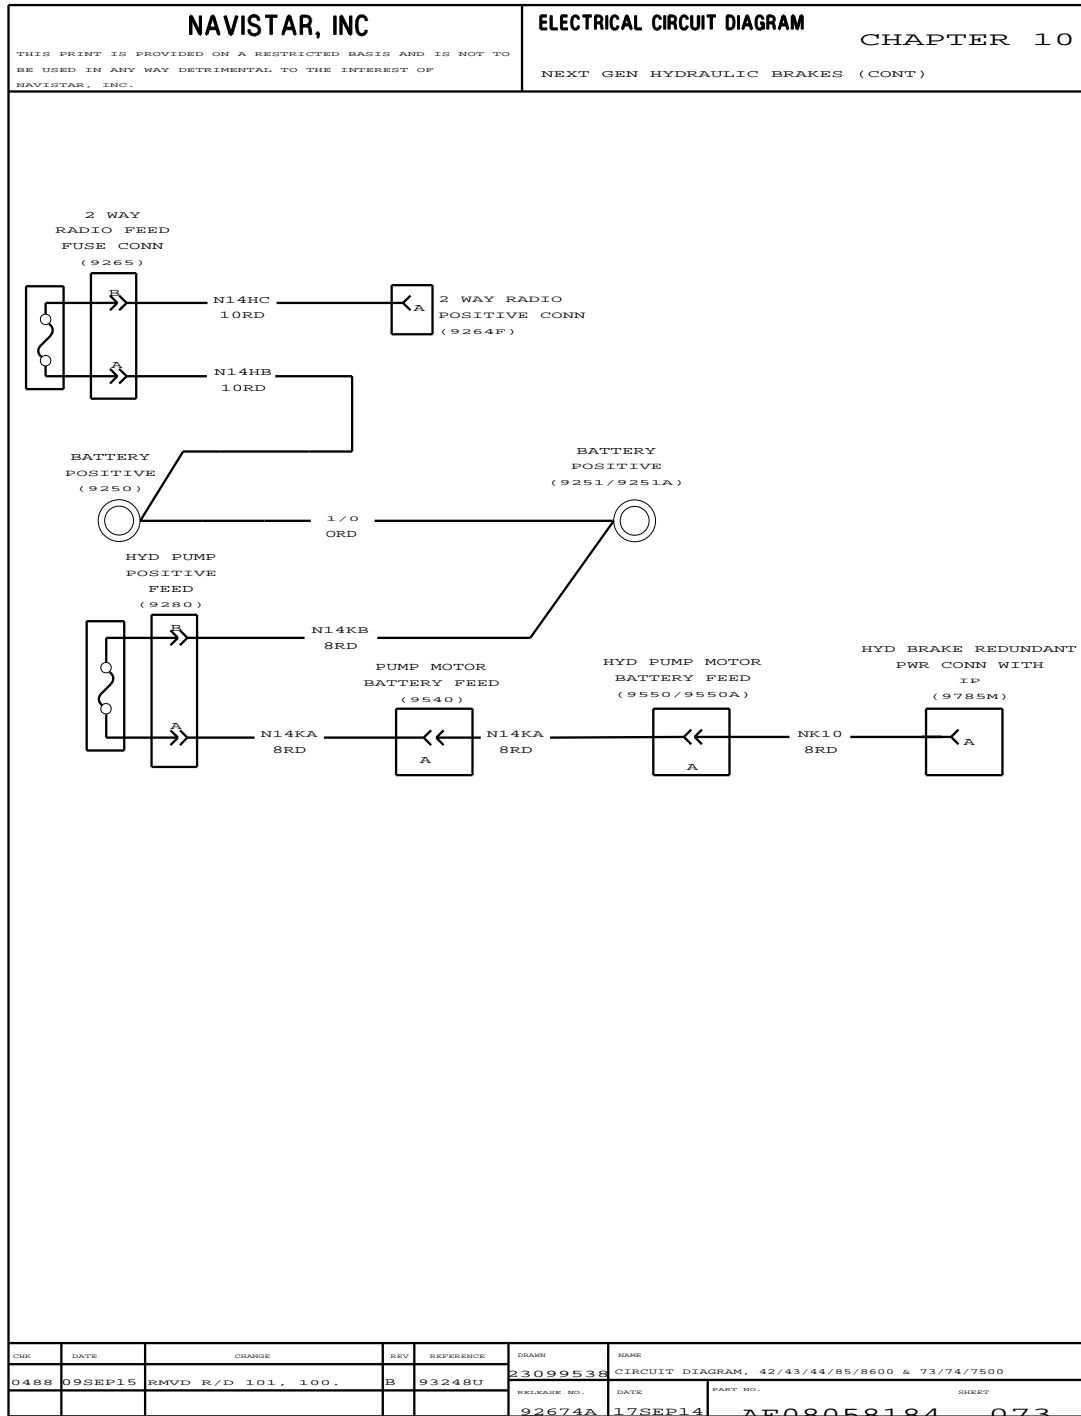 NAVISTAR, INC
THIS PRINT IS PROVIDED ON A RESTRICTED BASIS AND IS NOT TO
BE USED IN ANY WAY DETRIMENTAL TO THE INTEREST OF
NAVISTAR, INC.
ELECTRICAL CIRCUIT DIAGRAM
CHAPTER 10
NEXT GEN HYDRAULIC BRAKES (CONT)
2 WAY
RADIO FEED
FUSE CONN
(9265)
B
N14HC
10RD
A
2 WAY RADIO
POSITIVE CONN
(9264F)
A
N14HB
10RD
BATTERY
POSITIVE
(9250)
BATTERY
POSITIVE
(9251/9251A)
1/0
ORD
HYD PUMP
POSITIVE
FEED
(9280)
B
N14KB
8RD
PUMP MOTOR
BATTERY FEED
(9540)
HYD PUMP MOTOR
BATTERY FEED
(9550/9550A)
HYD BRAKE REDUNDANT
PWR CONN WITH
IP
(9785M)
A
N14KA
8RD
A
N14KA
8RD
A
NK10
8RD
A
CHK
DATE
CHANGE
REV
REFERENCE
DRAWN
NAME
0488
09SEP15
RMVD R/D 101, 100.
B
93248U
23099538
CIRCUIT DIAGRAM, 42/43/44/85/8600 & 73/74/7500
RELEASE NO.
DATE
PART NO.
SHEET
92674A
17SEP14
AF08058184
073